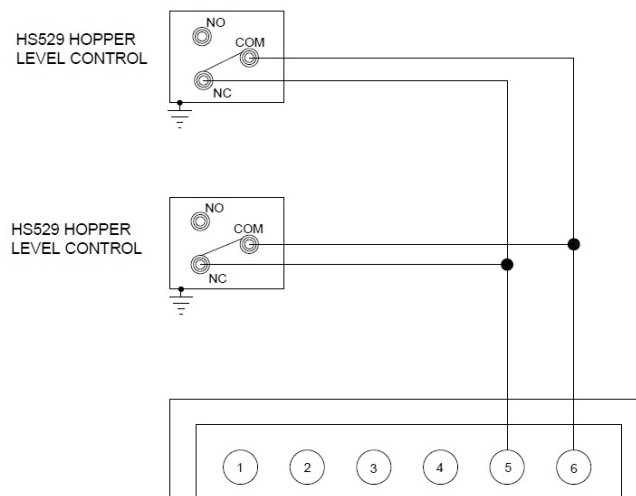 HS529 HOPPER
LEVEL CONTROL
NO
COM
NC
HS529 HOPPER
LEVEL CONTROL
NO
COM
NC
1 2 3 4 5 6